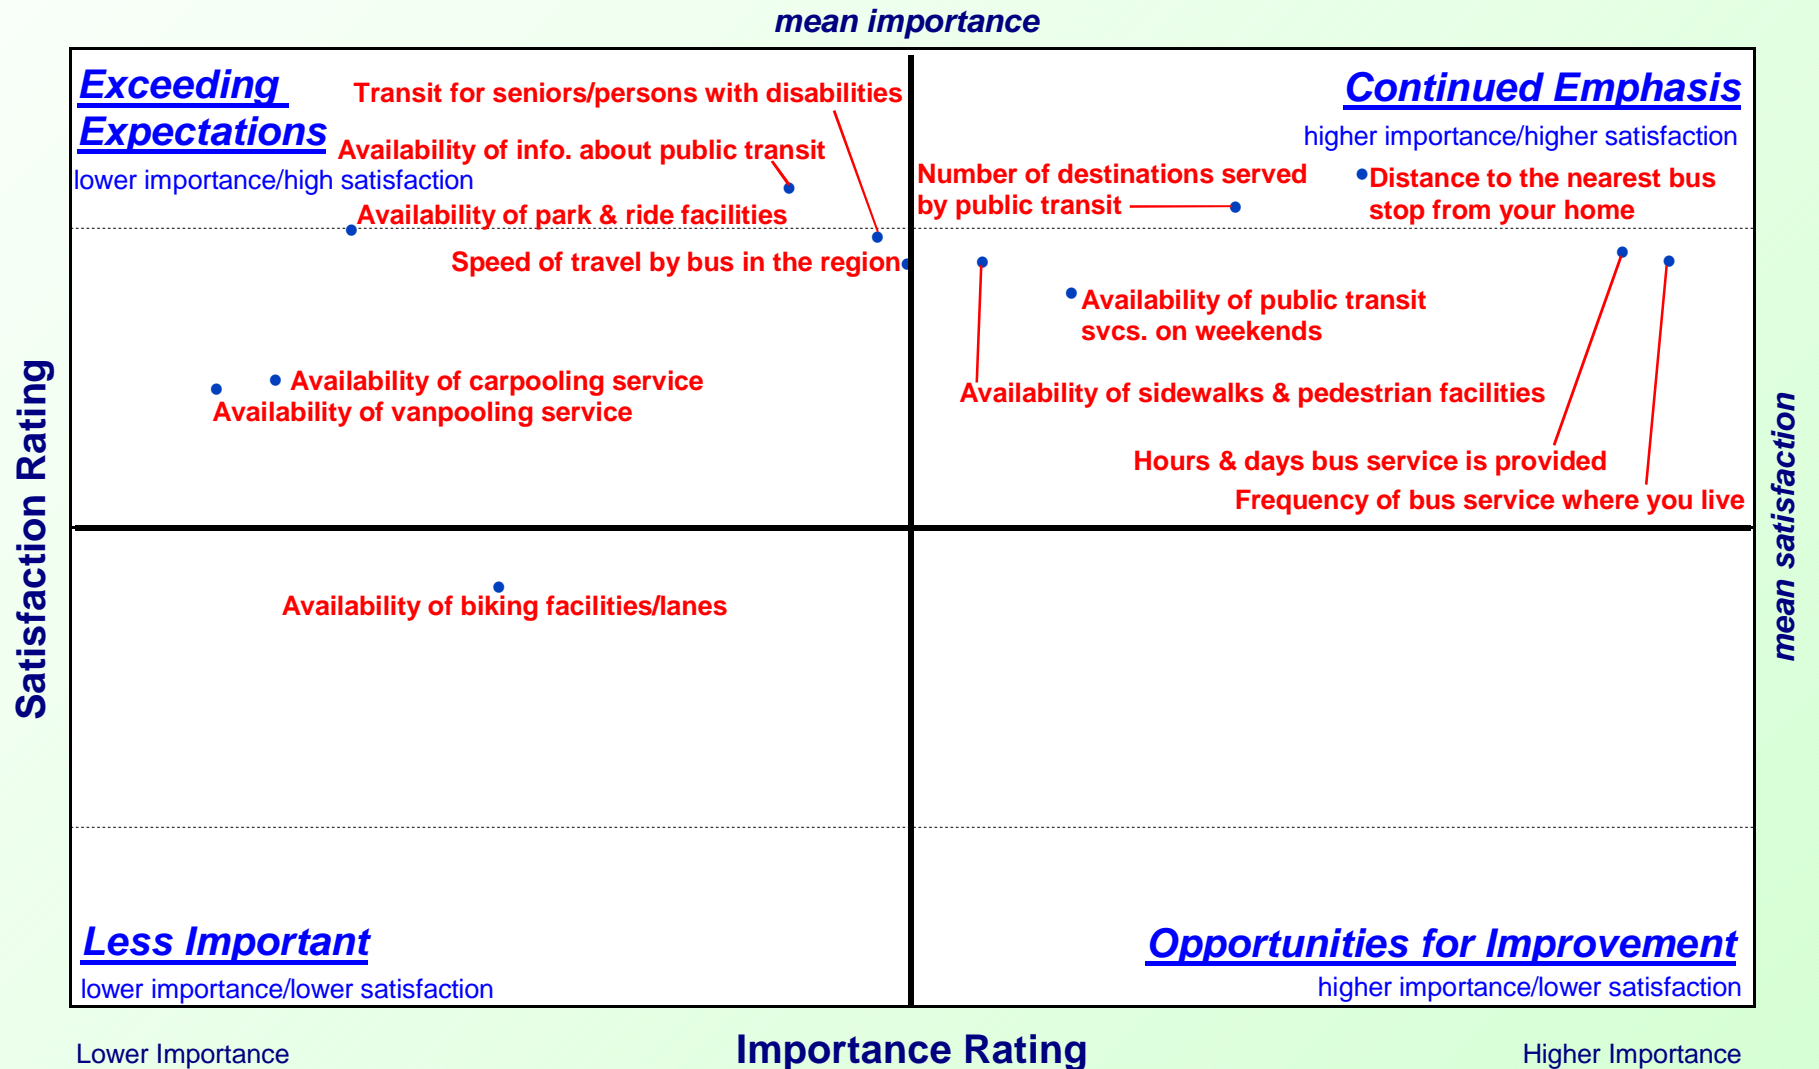 mean importance
Exceeding
Expectations
lower importance/high satisfaction
Transit for seniors/persons with disabilities
Availability of info. about public transit
Availability of park & ride facilities
Speed of travel by bus in the region
Availability of carpooling service
Availability of vanpooling service
Continued Emphasis
higher importance/higher satisfaction
Number of destinations served
by public transit
Distance to the nearest bus
stop from your home
Availability of public transit
svcs. on weekends
Availability of sidewalks & pedestrian facilities
Hours & days bus service is provided
Frequency of bus service where you live
Satisfaction Rating
mean satisfaction
Availability of biking facilities/lanes
Less Important
lower importance/lower satisfaction
Opportunities for Improvement
higher importance/lower satisfaction
Lower Importance
Importance Rating
Higher Importance